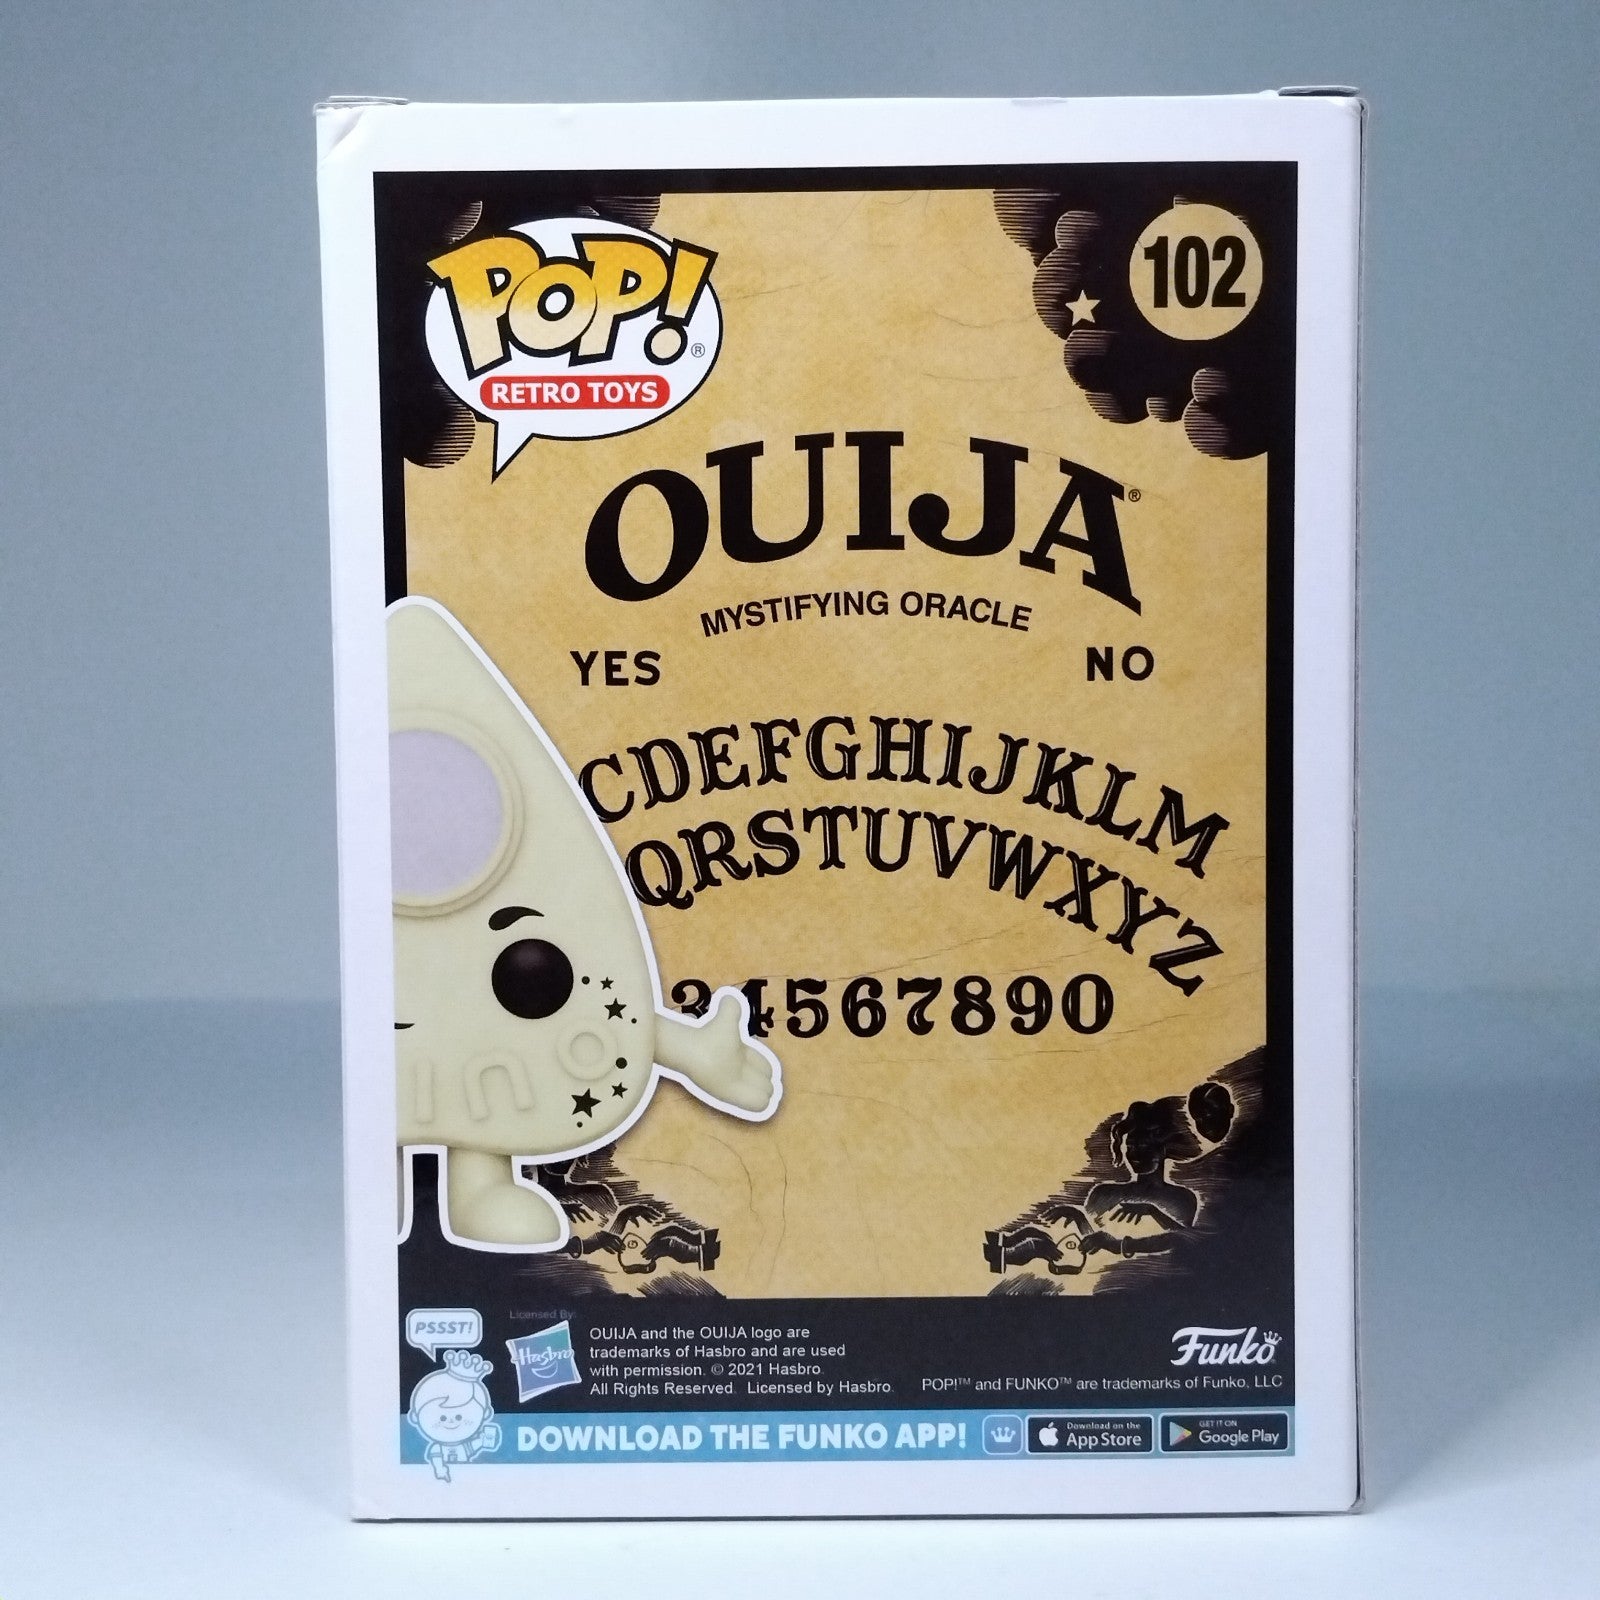 POP!®
RETRO TOYS
102
OUIJA®
MYSTIFYING ORACLE
YES NO
CDEFGHIJKLM
QRSTUVWXYZ
34567890
ouin
PSSST!
Licensed By:
Hasbro
OUIJA and the OUIJA logo are
trademarks of Hasbro and are used
with permission. © 2021 Hasbro.
All Rights Reserved. Licensed by Hasbro.
Funko
POP!™ and FUNKO™ are trademarks of Funko, LLC
DOWNLOAD THE FUNKO APP!
Download on the
App Store
GET IT ON
Google Play